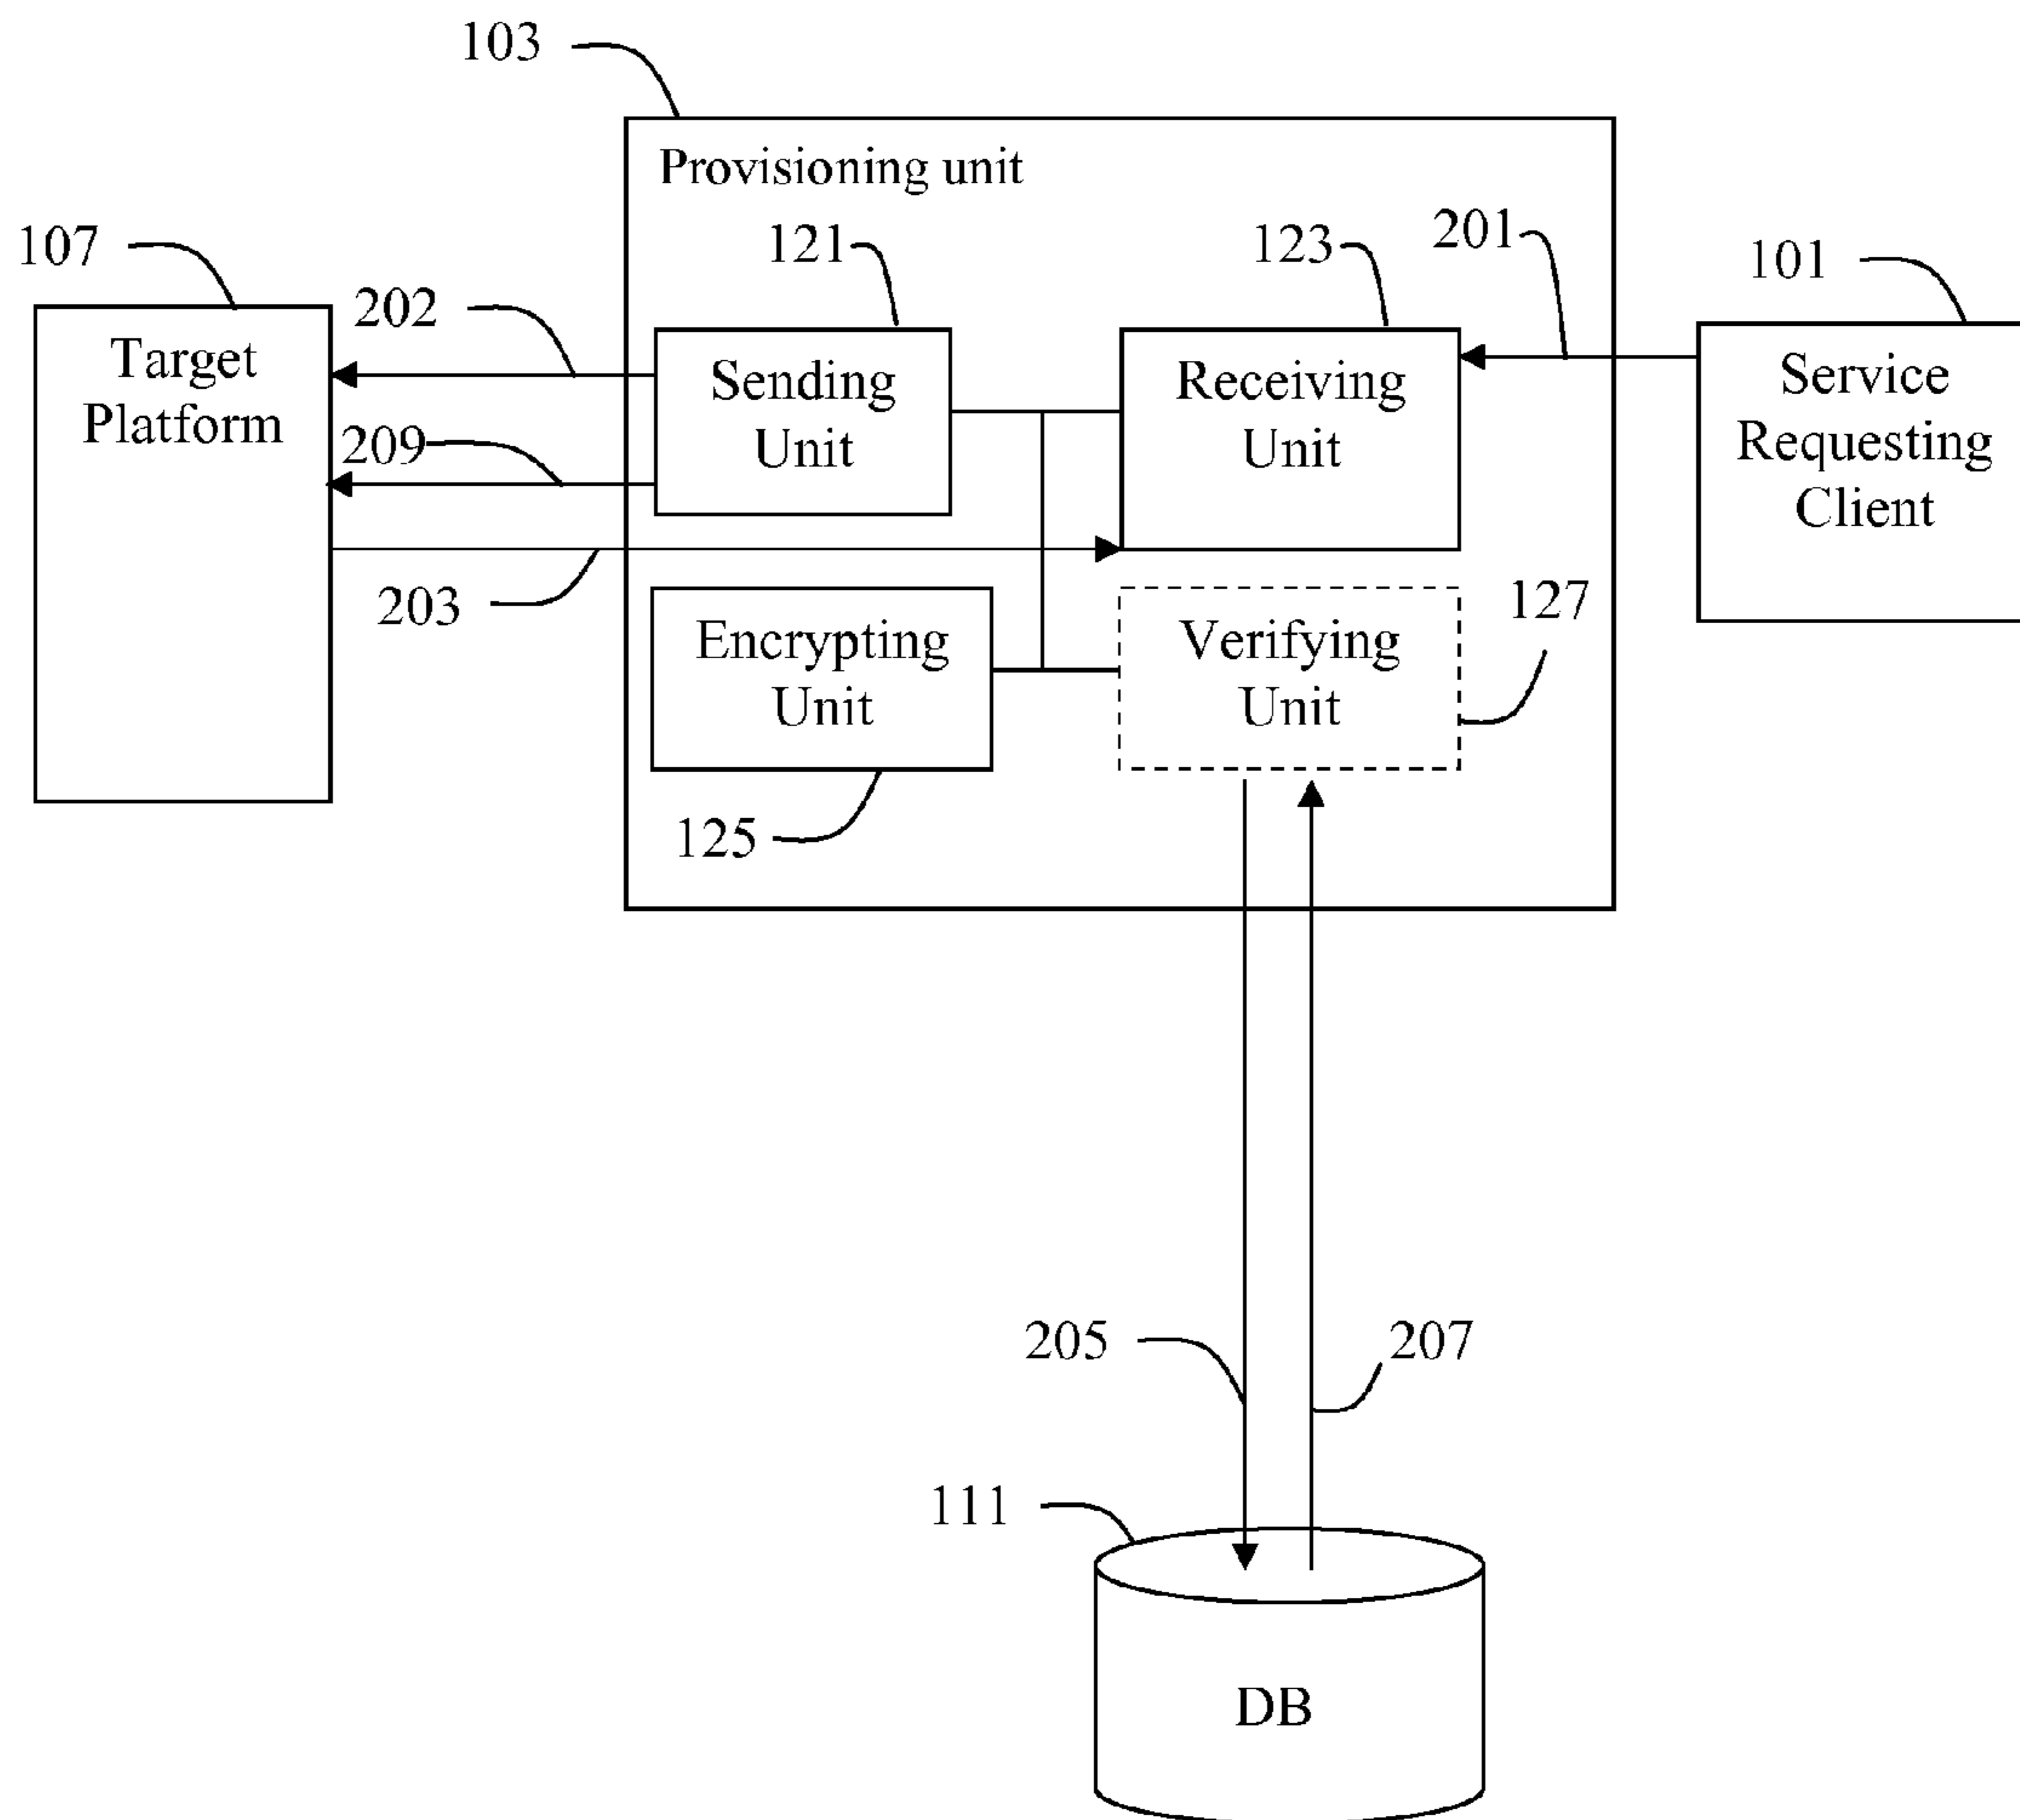 103
Provisioning unit
107
121
123
201
101
202
Target
Platform
Sending
Unit
Receiving
Unit
Service
Requesting
Client
209
203
Encrypting
Unit
Verifying
Unit
127
125
205
207
111
DB